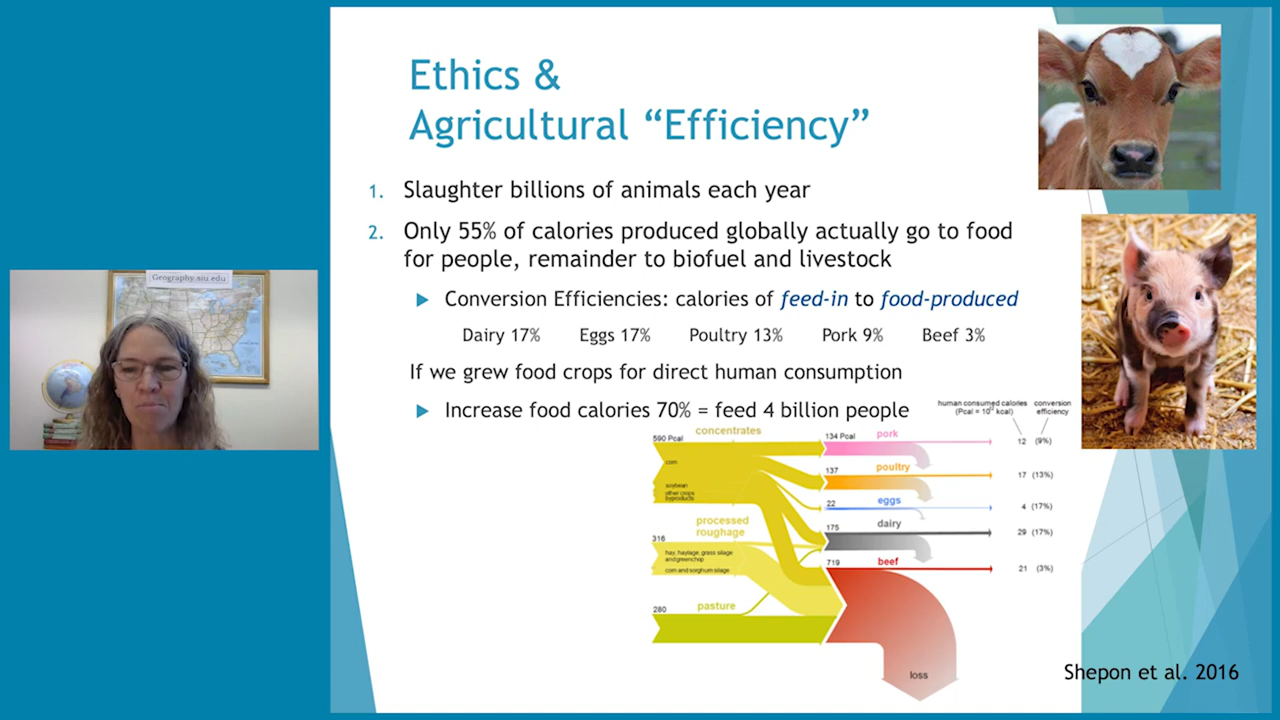 Ethics &
Agricultural “Efficiency”
1. Slaughter billions of animals each year
2. Only 55% of calories produced globally actually go to food
for people, remainder to biofuel and livestock
Conversion Efficiencies: calories of feed-in to food-produced
Dairy 17% Eggs 17% Poultry 13% Pork 9% Beef 3%
If we grew food crops for direct human consumption
Increase food calories 70% = feed 4 billion people
Geography.siu.edu
human consumed calories
(Pcal = 10 kcal)
conversion
efficiency
concentrates
590 Pcal
corn
soybean
other crops
byproducts
processed
roughage
316
hay, haylage, grass silage
and greenchop
corn and sorghum silage
pasture
280
134 Pcal pork 12 (9%)
137 poultry 17 (13%)
22 eggs 4 (17%)
175 dairy 29 (17%)
719 beef 21 (3%)
loss
Shepon et al. 2016